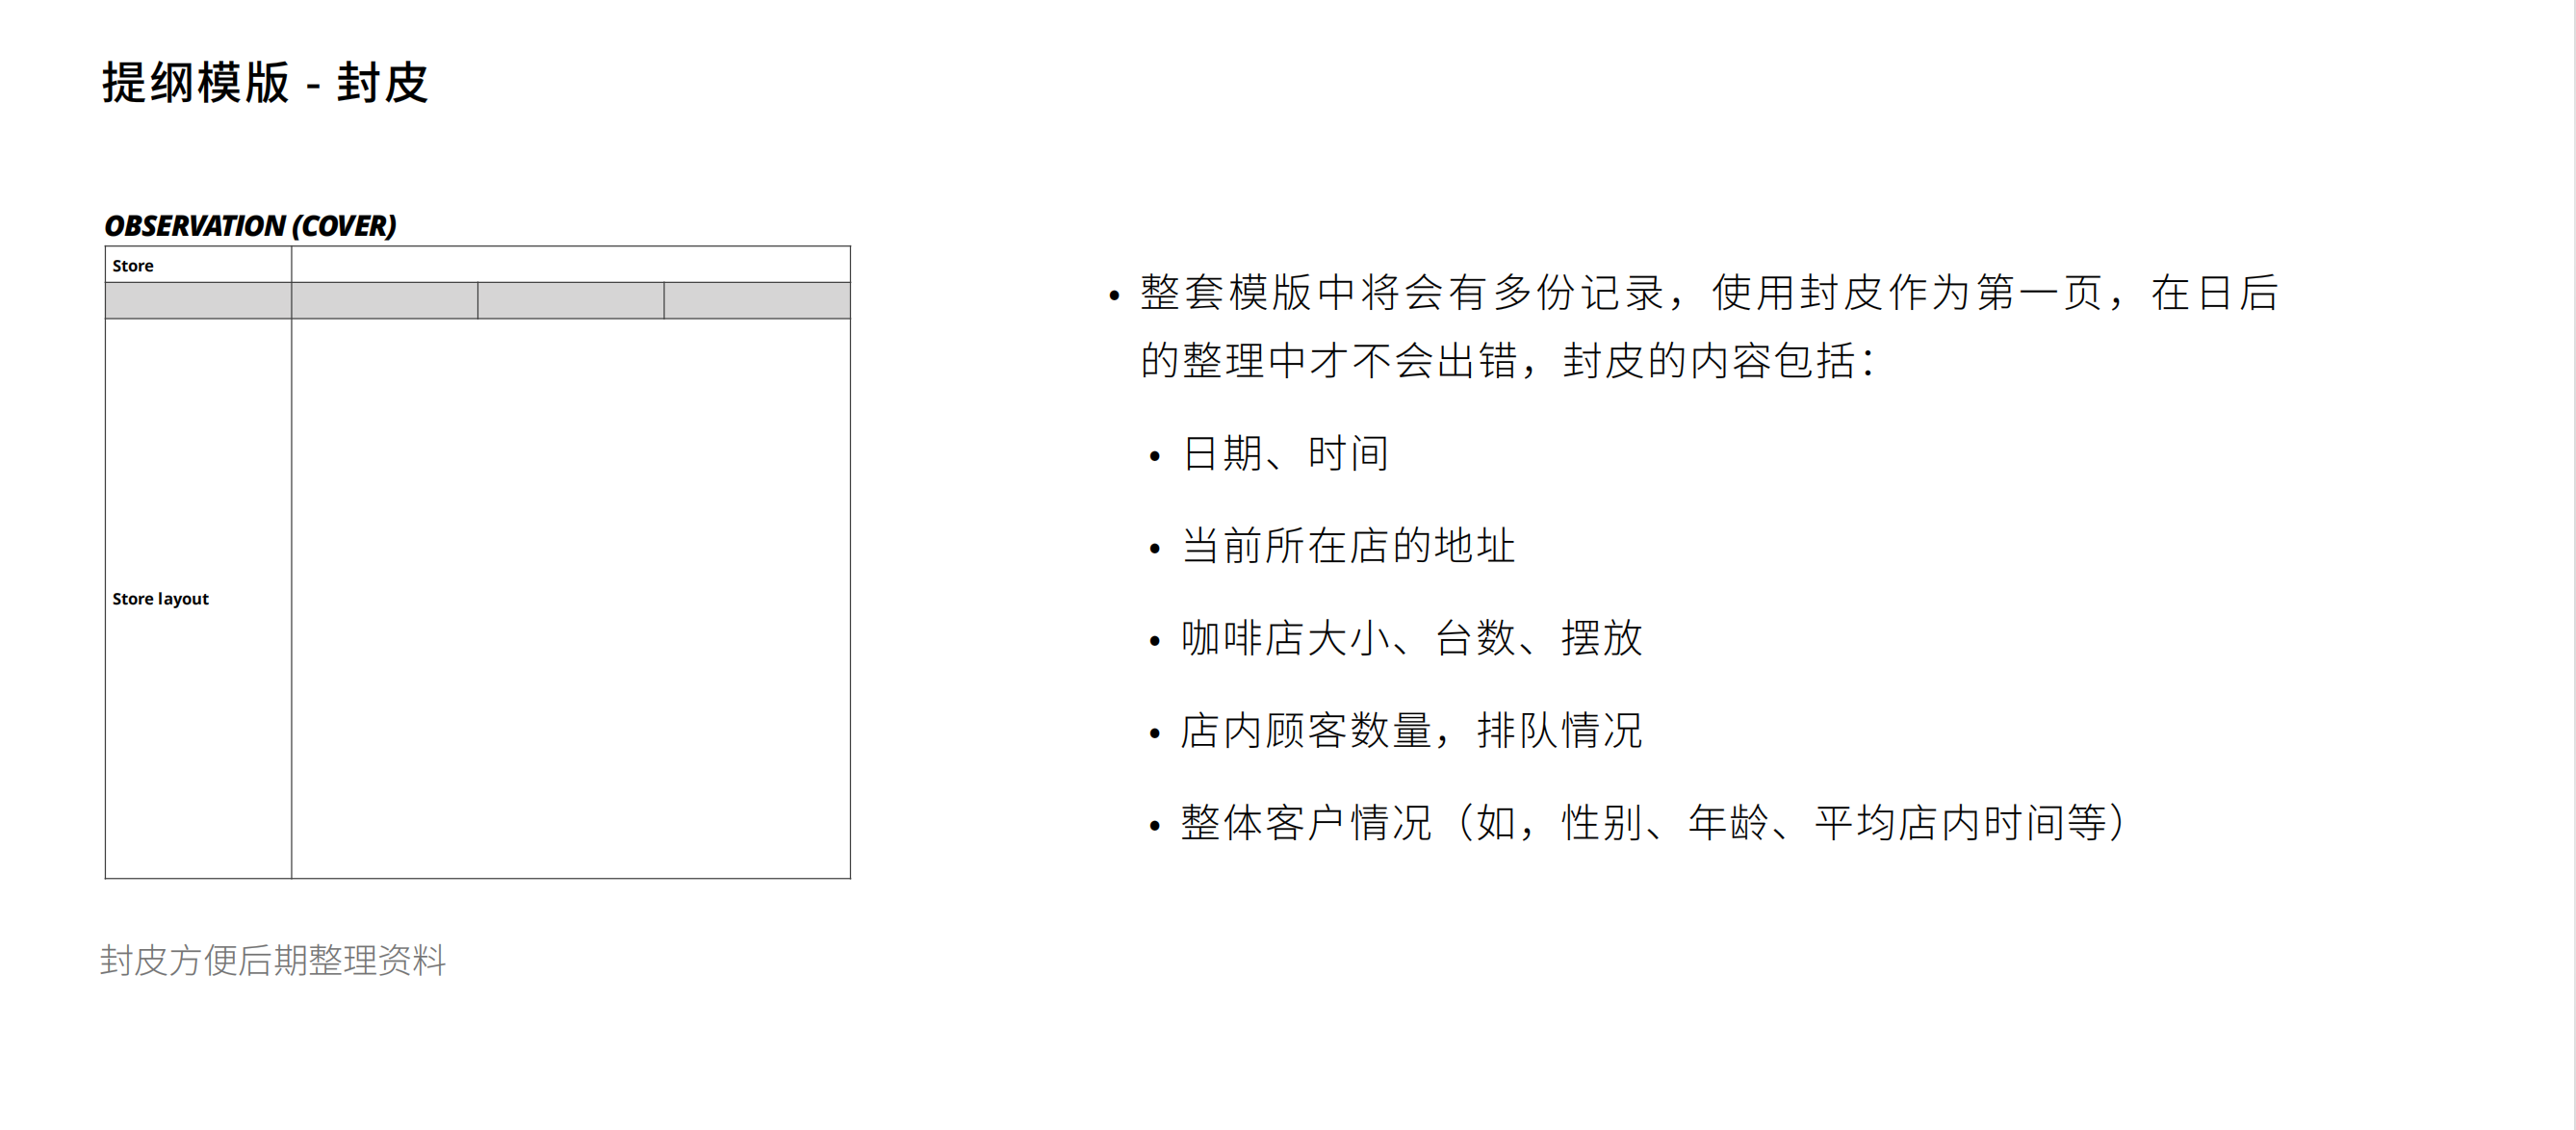 提纲模版 - 封皮
OBSERVATION (COVER)
Store
Store layout
封皮方便后期整理资料
• 整套模版中将会有多份记录，使用封皮作为第一页，在日后
的整理中才不会出错，封皮的内容包括：
• 日期、时间
• 当前所在店的地址
• 咖啡店大小、台数、摆放
• 店内顾客数量，排队情况
• 整体客户情况（如，性别、年龄、平均店内时间等）